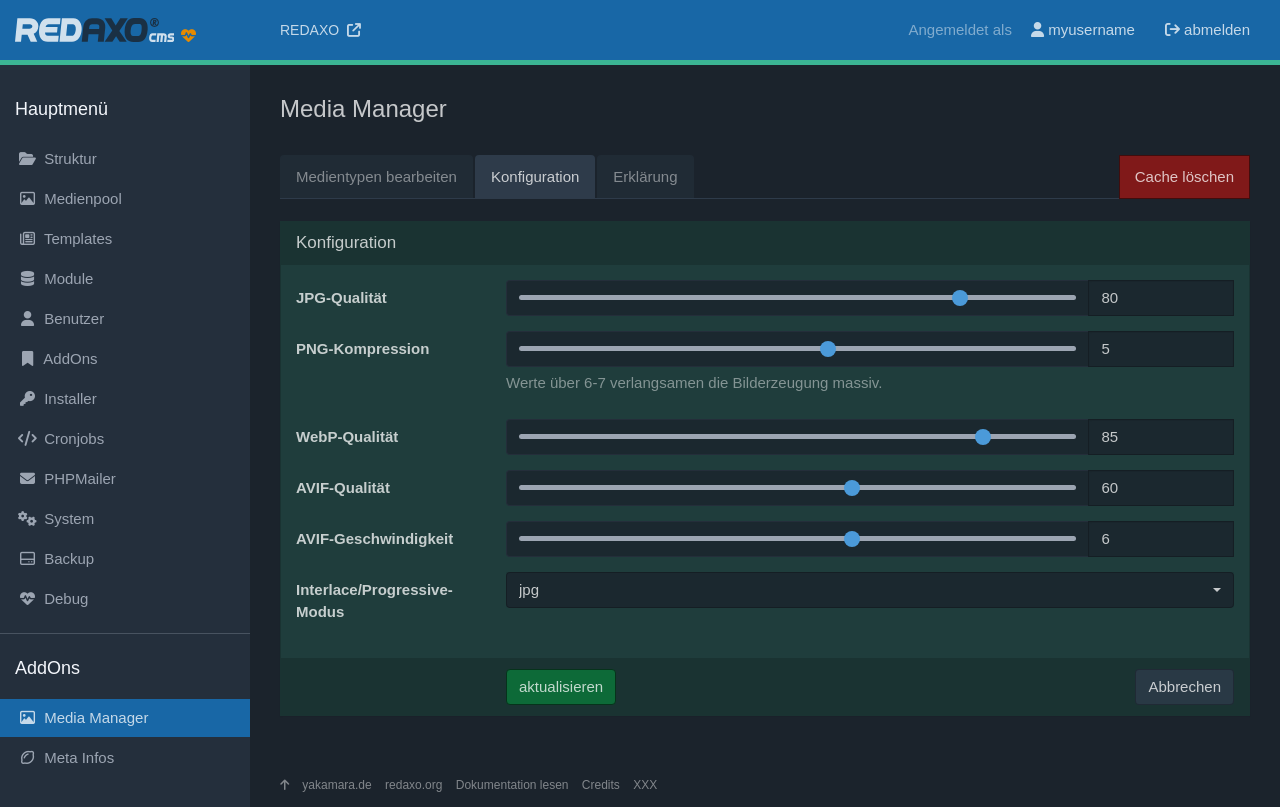 REDAXO® cms
REDAXO
Angemeldet als myusername abmelden
Hauptmenü
Struktur
Medienpool
Templates
Module
Benutzer
AddOns
Installer
Cronjobs
PHPMailer
System
Backup
Debug
AddOns
Media Manager
Meta Infos
Media Manager
Medientypen bearbeiten Konfiguration Erklärung Cache löschen
Konfiguration
JPG-Qualität 80
PNG-Kompression 5
Werte über 6-7 verlangsamen die Bilderzeugung massiv.
WebP-Qualität 85
AVIF-Qualität 60
AVIF-Geschwindigkeit 6
Interlace/Progressive- jpg
Modus
aktualisieren Abbrechen
yakamara.de redaxo.org Dokumentation lesen Credits XXX